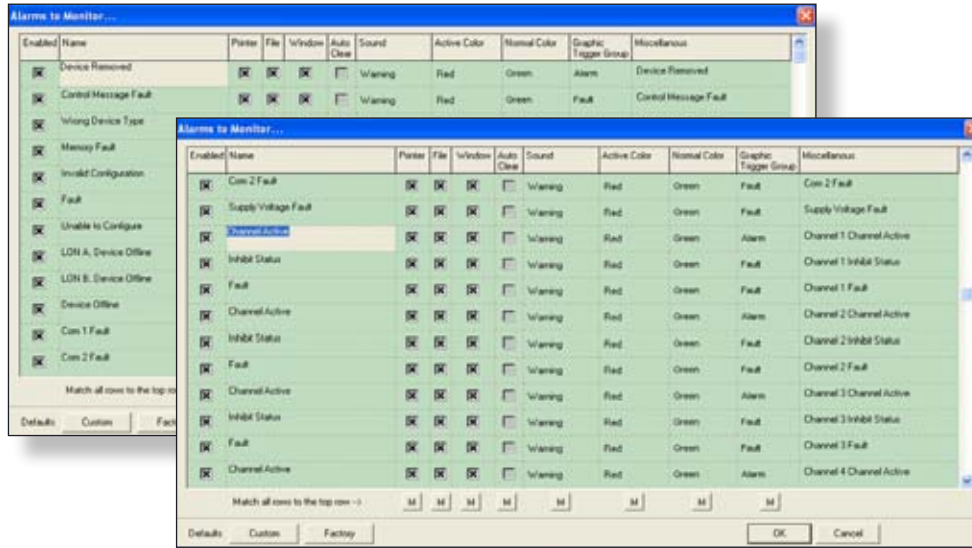 Alarms to Monitor...
Enabled Name Printer File Window Auto Clear Sound Active Color Normal Color Graphic Trigger Group Miscellanous
Device Removed Warning Red Green Alarm Device Removed
Control Message Fault Warning Red Green Fault Control Message Fault
Wrong Device Type
Memory Fault
Invalid Configuration
Fault
Unable to Configure
LON A, Device Offline
LON B, Device Offline
Device Offline
Com 1 Fault
Com 2 Fault
Match all rows to the top ro
Defaults Custom Fact
Alarms to Monitor...
Enabled Name Printer File Window Auto Clear Sound Active Color Normal Color Graphic Trigger Group Miscellanous
Com 2 Fault Warning Red Green Fault Com 2 Fault
Supply Voltage Fault Warning Red Green Fault Supply Voltage Fault
Channel Active Warning Red Green Alarm Channel 1 Channel Active
Inhibit Status Warning Red Green Fault Channel 1 Inhibit Status
Fault Warning Red Green Fault Channel 1 Fault
Channel Active Warning Red Green Alarm Channel 2 Channel Active
Inhibit Status Warning Red Green Fault Channel 2 Inhibit Status
Fault Warning Red Green Fault Channel 2 Fault
Channel Active Warning Red Green Alarm Channel 3 Channel Active
Inhibit Status Warning Red Green Fault Channel 3 Inhibit Status
Fault Warning Red Green Fault Channel 3 Fault
Channel Active Warning Red Green Alarm Channel 4 Channel Active
Match all rows to the top row -> M M M M M M M M
Defaults Custom Factory OK Cancel